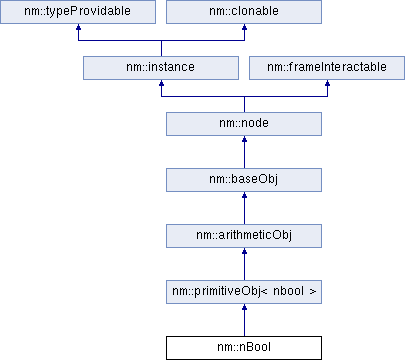 nm::typeProvidable nm::clonable
nm::instance nm::frameInteractable
nm::node
nm::baseObj
nm::arithmeticObj
nm::primitiveObj< nbool >
nm::nBool